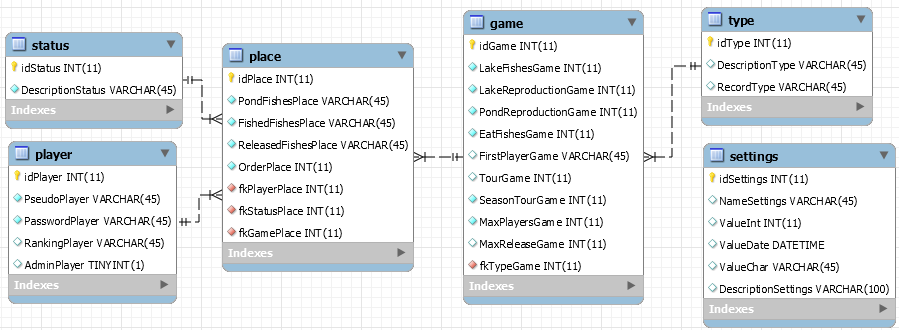 status
idStatus INT(11)
DescriptionStatus VARCHAR(45)
Indexes
player
idPlayer INT(11)
PseudoPlayer VARCHAR(45)
PasswordPlayer VARCHAR(45)
RankingPlayer VARCHAR(45)
AdminPlayer TINYINT(1)
Indexes
place
idPlace INT(11)
PondFishesPlace VARCHAR(45)
FishedFishesPlace VARCHAR(45)
ReleasedFishesPlace VARCHAR(45)
OrderPlace INT(11)
fkPlayerPlace INT(11)
fkStatusPlace INT(11)
fkGamePlace INT(11)
Indexes
game
idGame INT(11)
LakeFishesGame INT(11)
LakeReproductionGame INT(11)
PondReproductionGame INT(11)
EatFishesGame INT(11)
FirstPlayerGame VARCHAR(45)
TourGame INT(11)
SeasonTourGame INT(11)
MaxPlayersGame INT(11)
MaxReleaseGame INT(11)
fkTypeGame INT(11)
Indexes
type
idType INT(11)
DescriptionType VARCHAR(45)
RecordType VARCHAR(45)
Indexes
settings
idSettings INT(11)
NameSettings VARCHAR(45)
ValueInt INT(11)
ValueDate DATETIME
ValueChar VARCHAR(45)
DescriptionSettings VARCHAR(100)
Indexes